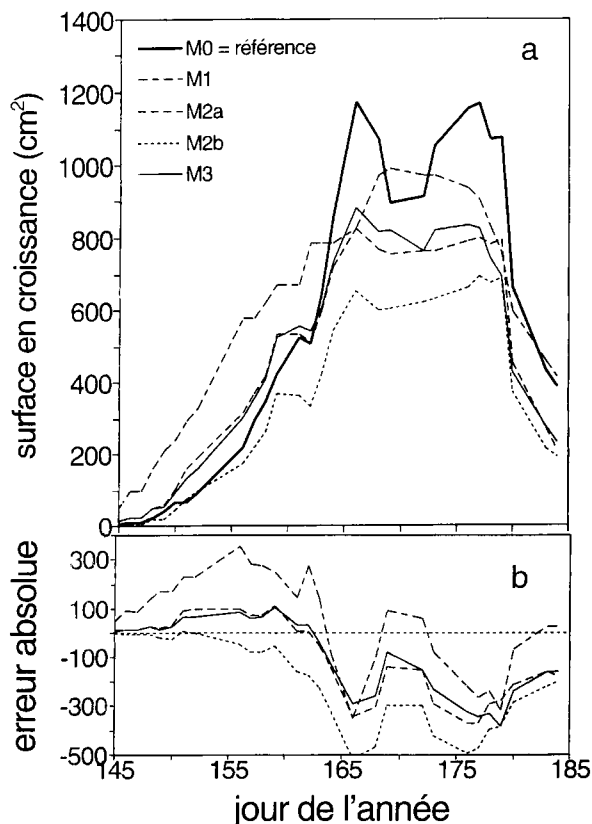 1400
1200
1000
800
600
400
200
0
surface en croissance (cm²)
M0 = référence
M1
M2a
M2b
M3
a
300
100
-100
-300
-500
erreur absolue
b
145
155
165
175
185
jour de l'année